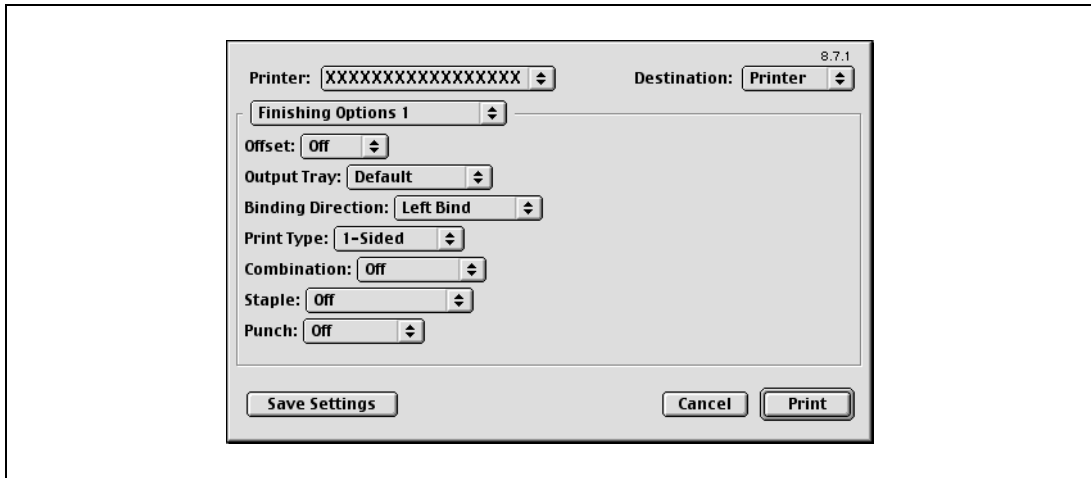 8.7.1
Printer: XXXXXXXXXXXXXXXXX Destination: Printer
Finishing Options 1
Offset: Off
Output Tray: Default
Binding Direction: Left Bind
Print Type: 1-Sided
Combination: Off
Staple: Off
Punch: Off
Save Settings Cancel Print